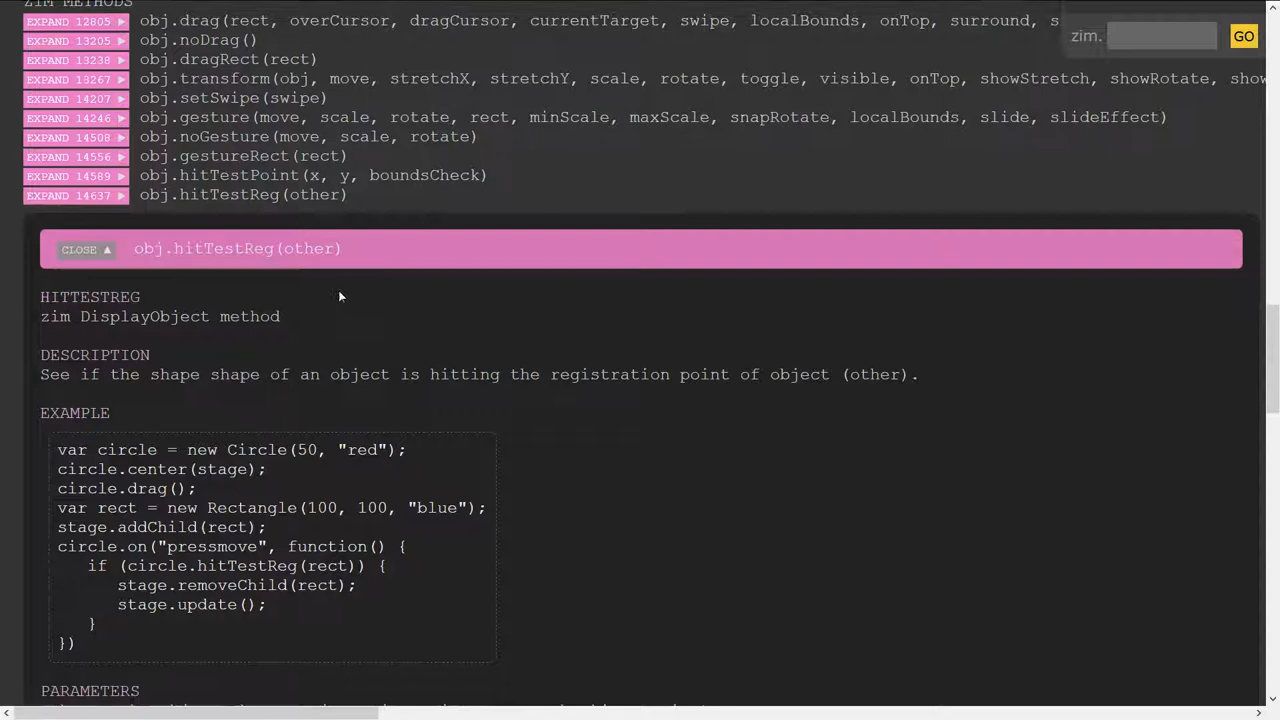 ZIM METHODS
EXPAND 12805 ▶ obj.drag(rect, overCursor, dragCursor, currentTarget, swipe, localBounds, onTop, surround, s
EXPAND 13205 ▶ obj.noDrag()
EXPAND 13238 ▶ obj.dragRect(rect)
EXPAND 13267 ▶ obj.transform(obj, move, stretchX, stretchY, scale, rotate, toggle, visible, onTop, showStretch, showRotate, show
EXPAND 14207 ▶ obj.setSwipe(swipe)
EXPAND 14246 ▶ obj.gesture(move, scale, rotate, rect, minScale, maxScale, snapRotate, localBounds, slide, slideEffect)
EXPAND 14508 ▶ obj.noGesture(move, scale, rotate)
EXPAND 14556 ▶ obj.gestureRect(rect)
EXPAND 14589 ▶ obj.hitTestPoint(x, y, boundsCheck)
EXPAND 14637 ▶ obj.hitTestReg(other)
zim. GO
CLOSE ▲ obj.hitTestReg(other)
HITTESTREG
zim DisplayObject method
DESCRIPTION
See if the shape shape of an object is hitting the registration point of object (other).
EXAMPLE
var circle = new Circle(50, "red");
circle.center(stage);
circle.drag();
var rect = new Rectangle(100, 100, "blue");
stage.addChild(rect);
circle.on("pressmove", function() {
if (circle.hitTestReg(rect)) {
stage.removeChild(rect);
stage.update();
}
})
PARAMETERS